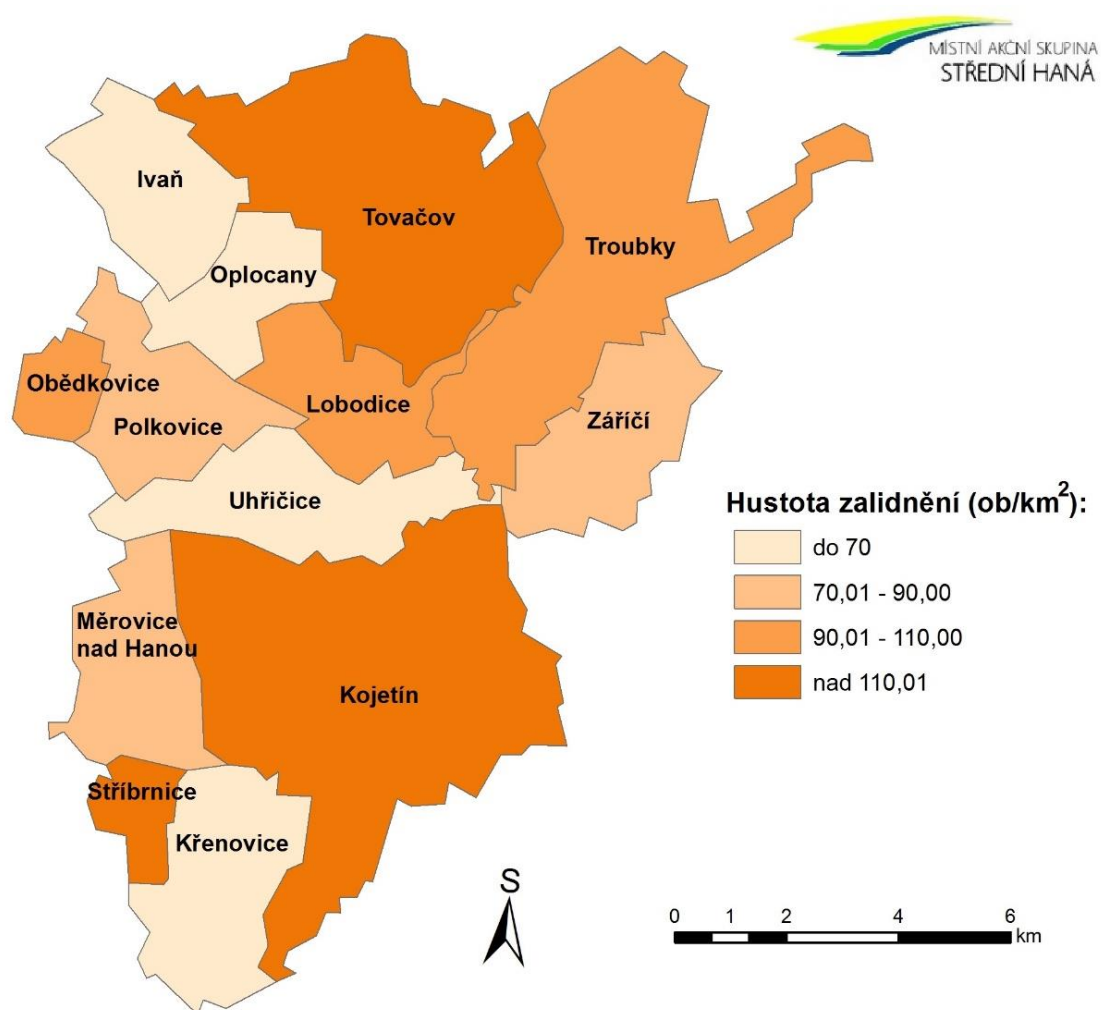 MÍSTNÍ AKČNÍ SKUPINA
STŘEDNÍ HANÁ
Ivaň
Tovačov
Troubky
Oplocany
Obědkovice
Lobodice
Polkovice
Záříčí
Uhřičice
Hustota zalidnění (ob/km²):
do 70
70,01 - 90,00
90,01 - 110,00
nad 110,01
Měrovice
nad Hanou
Kojetín
Stříbrnice
Křenovice
S
0 1 2 4 6
km